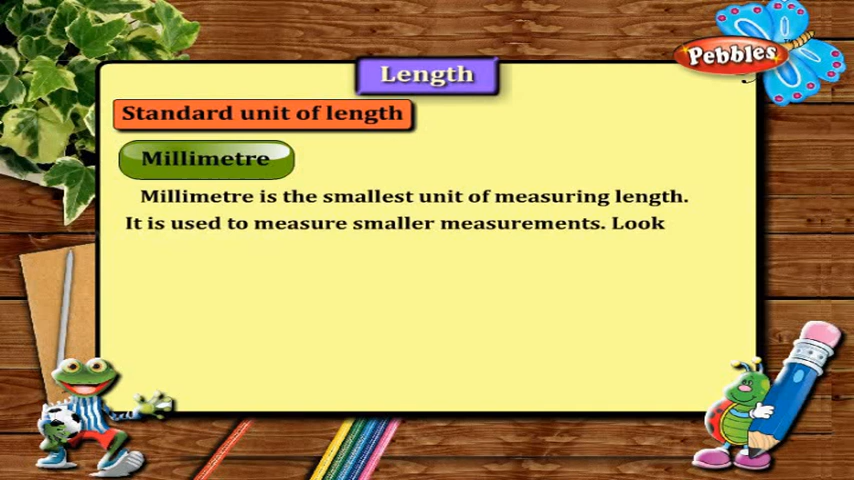 Pebbles
Length
Standard unit of length
Millimetre
Millimetre is the smallest unit of measuring length.
It is used to measure smaller measurements. Look